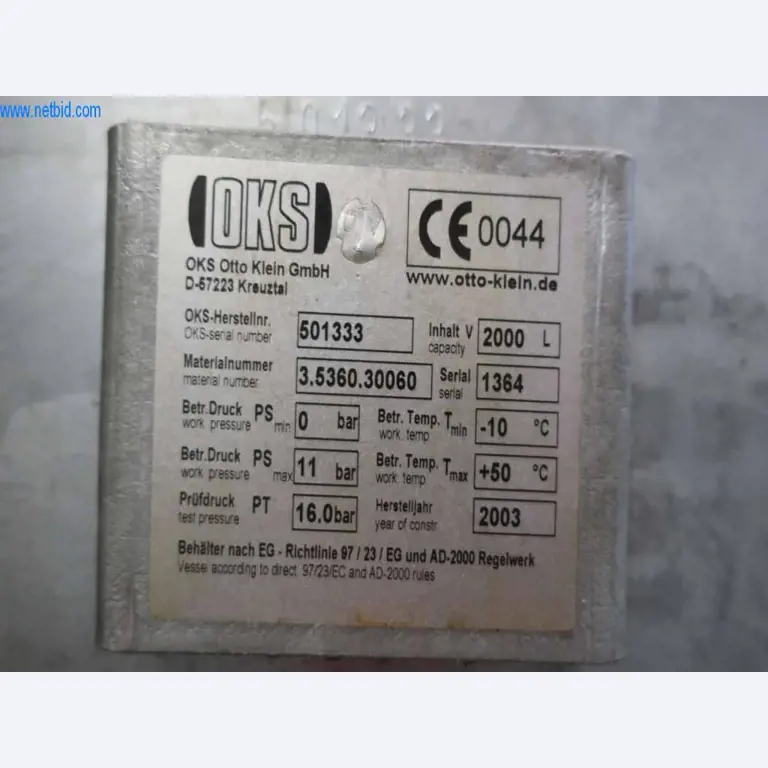 www.netbid.com
OKS
CE 0044
OKS Otto Klein GmbH
D-57223 Kreuztal
www.otto-klein.de
OKS-Herstellnr. 501333 Inhalt V 2000 L
OKS-serial number capacity
Materialnummer 3.5360.30060 Serial 1364
material number serial
Betr.Druck PS min 0 bar Betr. Temp. Tmin -10 °C
work. pressure work. temp
Betr.Druck PS max 11 bar Betr. Temp. Tmax +50 °C
work. pressure work. temp
Prüfdruck PT 16.0bar Herstelljahr 2003
test pressure year of constr
Behälter nach EG - Richtlinie 97 / 23 / EG und AD-2000 Regelwerk
Vessel according to direct. 97/23/EC and AD-2000 rules